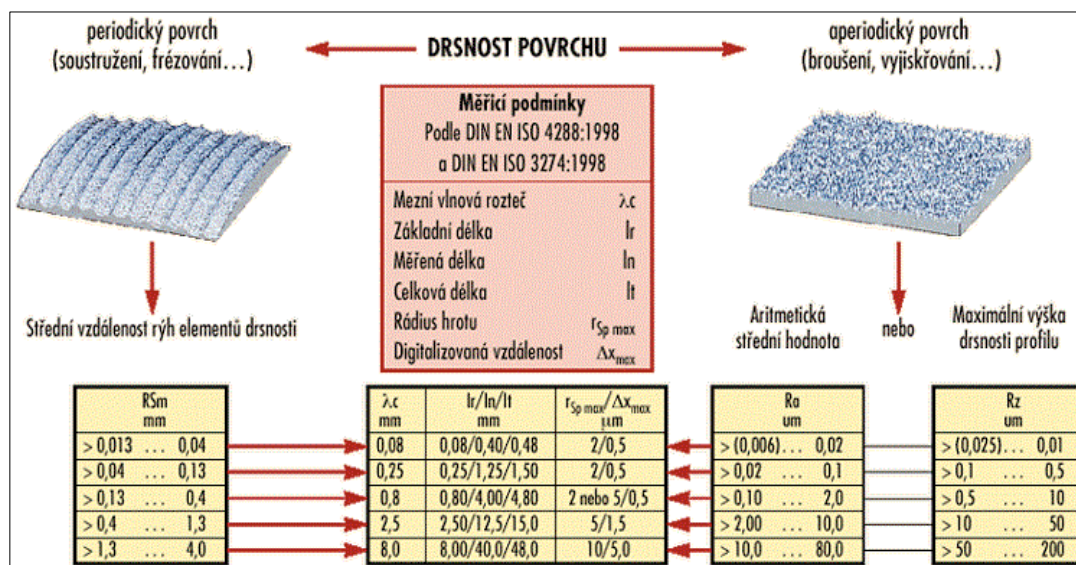 periodický povrch
(soustružení, frézování...)
DRSNOST POVRCHU
aperiodický povrch
(broušení, vyjiskřování...)
Měřicí podmínky
Podle DIN EN ISO 4288:1998
a DIN EN ISO 3274:1998
Mezní vlnová rozteč λc
Základní délka lr
Měřená délka ln
Celková délka lt
Rádius hrotu rSp max
Digitalizovaná vzdálenost Δxmax
Střední vzdálenost rýh elementů drsnosti
Aritmetická
střední hodnota
nebo
Maximální výška
drsnosti profilu
RSm
mm
> 0,013 ... 0,04
> 0,04 ... 0,13
> 0,13 ... 0,4
> 0,4 ... 1,3
> 1,3 ... 4,0
λc lr/ln/lt rSp max/Δxmax
mm mm μm
0,08 0,08/0,40/0,48 2/0,5
0,25 0,25/1,25/1,50 2/0,5
0,8 0,80/4,00/4,80 2 nebo 5/0,5
2,5 2,50/12,5/15,0 5/1,5
8,0 8,00/40,0/48,0 10/5,0
Ra
um
> (0,006)... 0,02
> 0,02 ... 0,1
> 0,10 ... 2,0
> 2,00 ... 10,0
> 10,0 ... 80,0
Rz
um
> (0,025)... 0,01
> 0,1 ... 0,5
> 0,5 ... 10
> 10 ... 50
> 50 ... 200